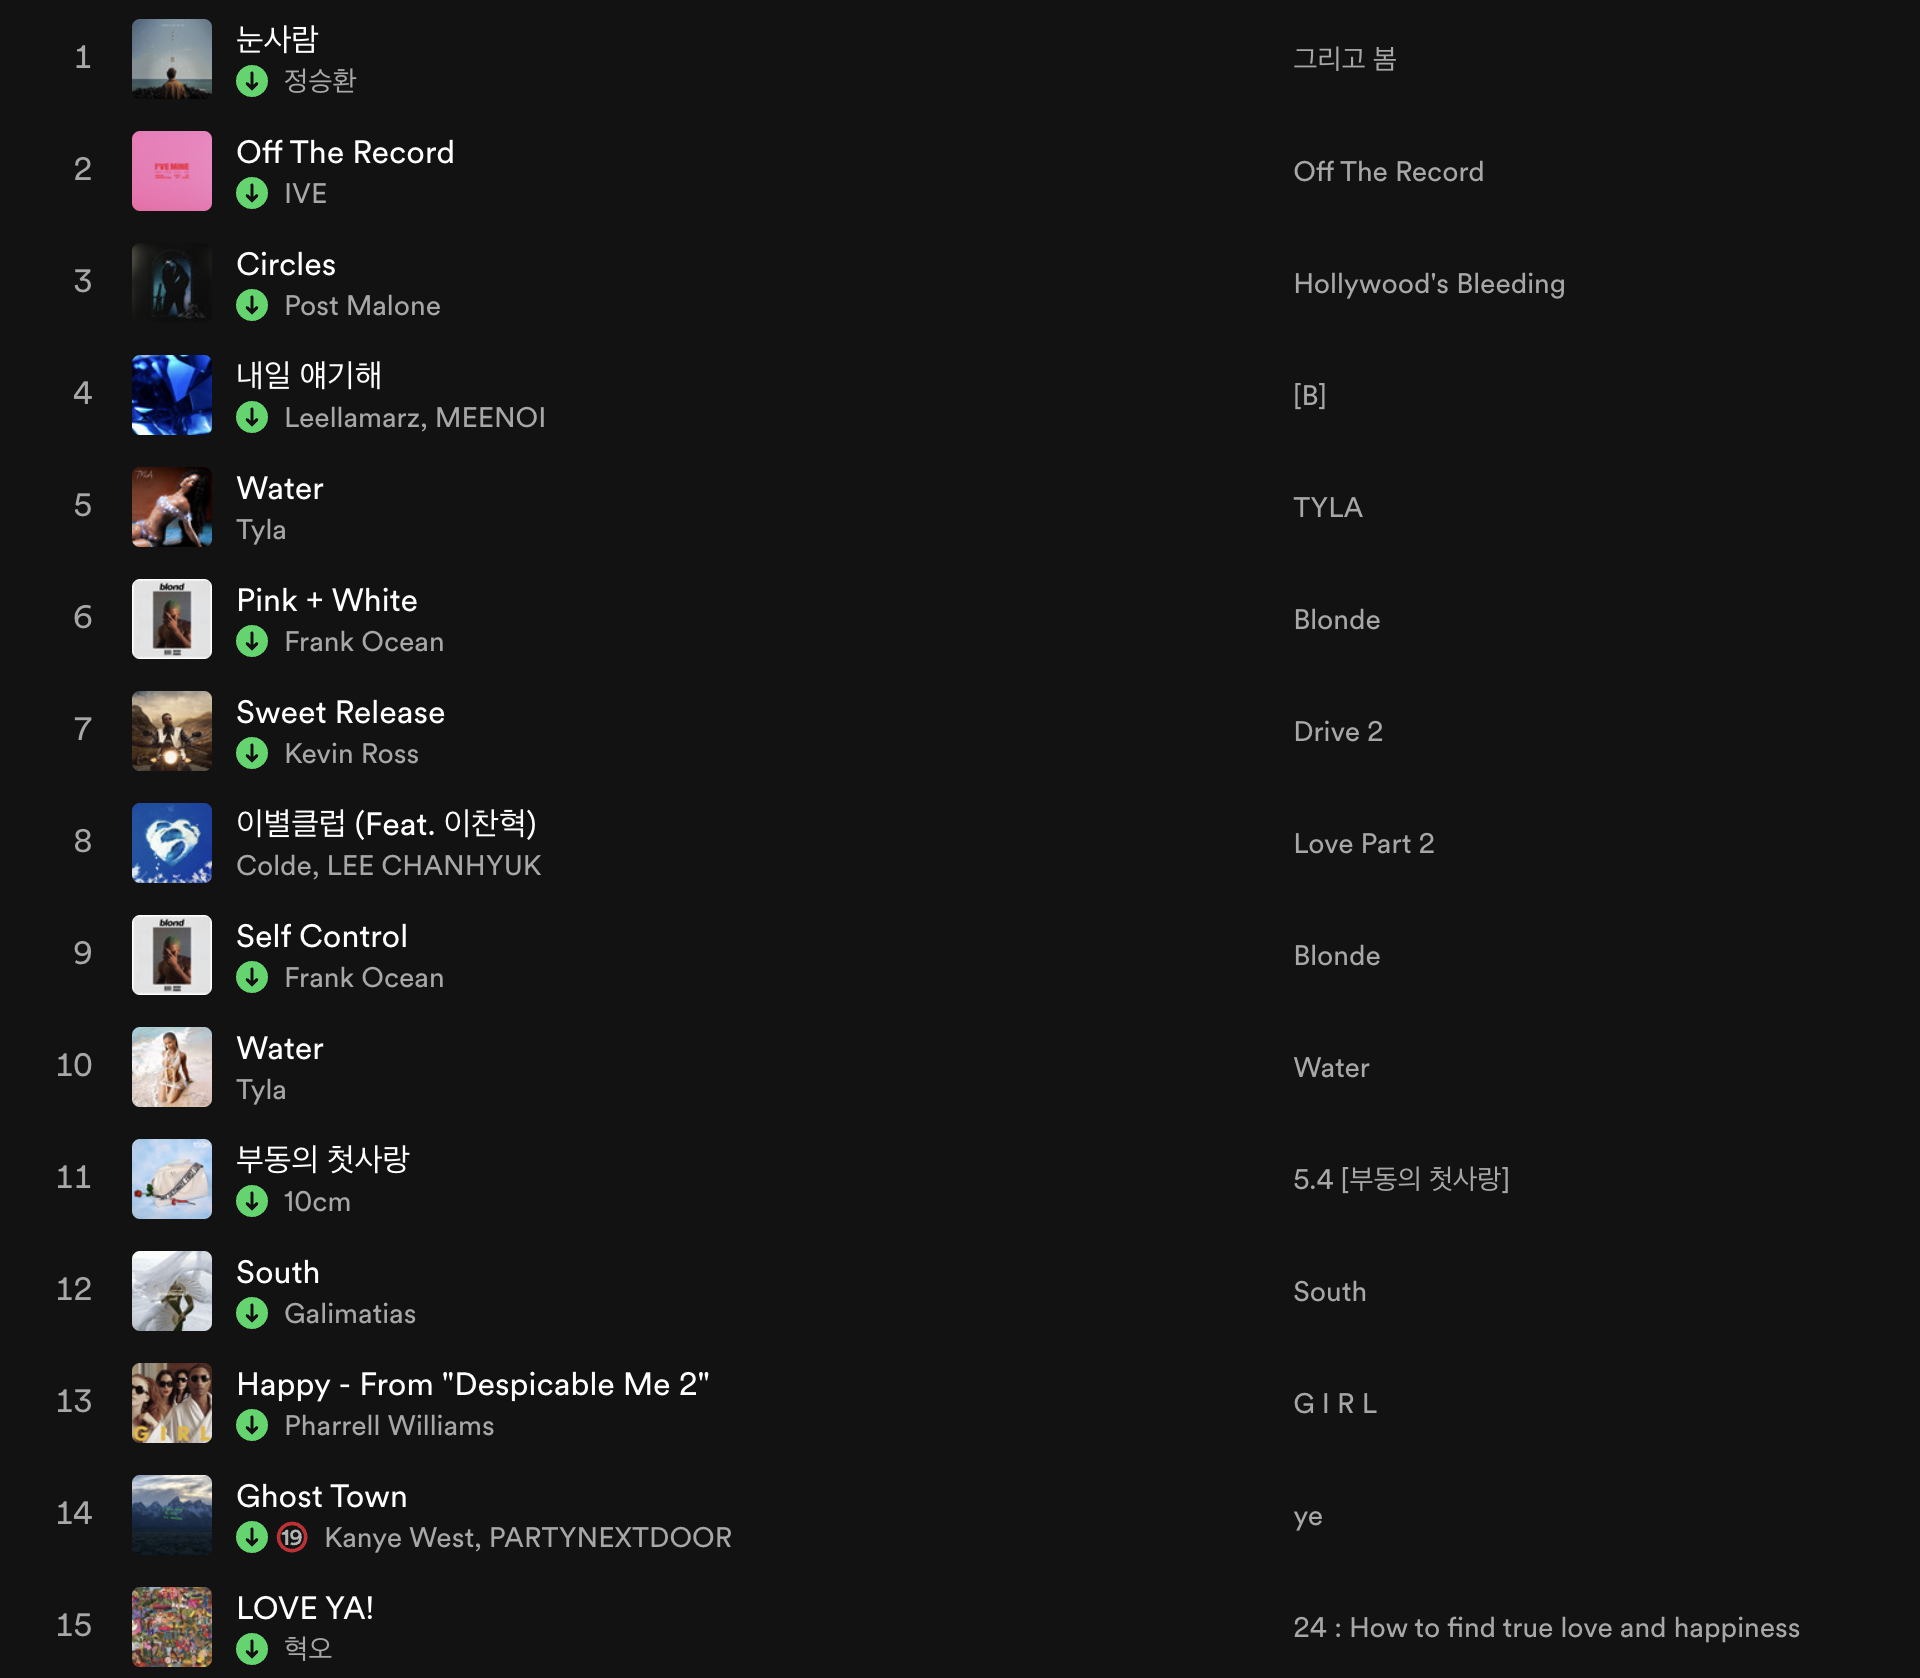 1
눈사람
정승환
그리고 봄
2
Off The Record
IVE
Off The Record
3
Circles
Post Malone
Hollywood's Bleeding
4
내일 얘기해
Leellamarz, MEENOI
[B]
5
Water
Tyla
TYLA
6
blond
Pink + White
Frank Ocean
Blonde
7
Sweet Release
Kevin Ross
Drive 2
8
이별클럽 (Feat. 이찬혁)
Colde, LEE CHANHYUK
Love Part 2
9
blond
Self Control
Frank Ocean
Blonde
10
Water
Tyla
Water
11
부동의 첫사랑
10cm
5.4 [부동의 첫사랑]
12
South
Galimatias
South
13
GIRL
Happy - From "Despicable Me 2"
Pharrell Williams
G I R L
14
Ghost Town
19 Kanye West, PARTYNEXTDOOR
ye
15
LOVE YA!
혁오
24 : How to find true love and happiness